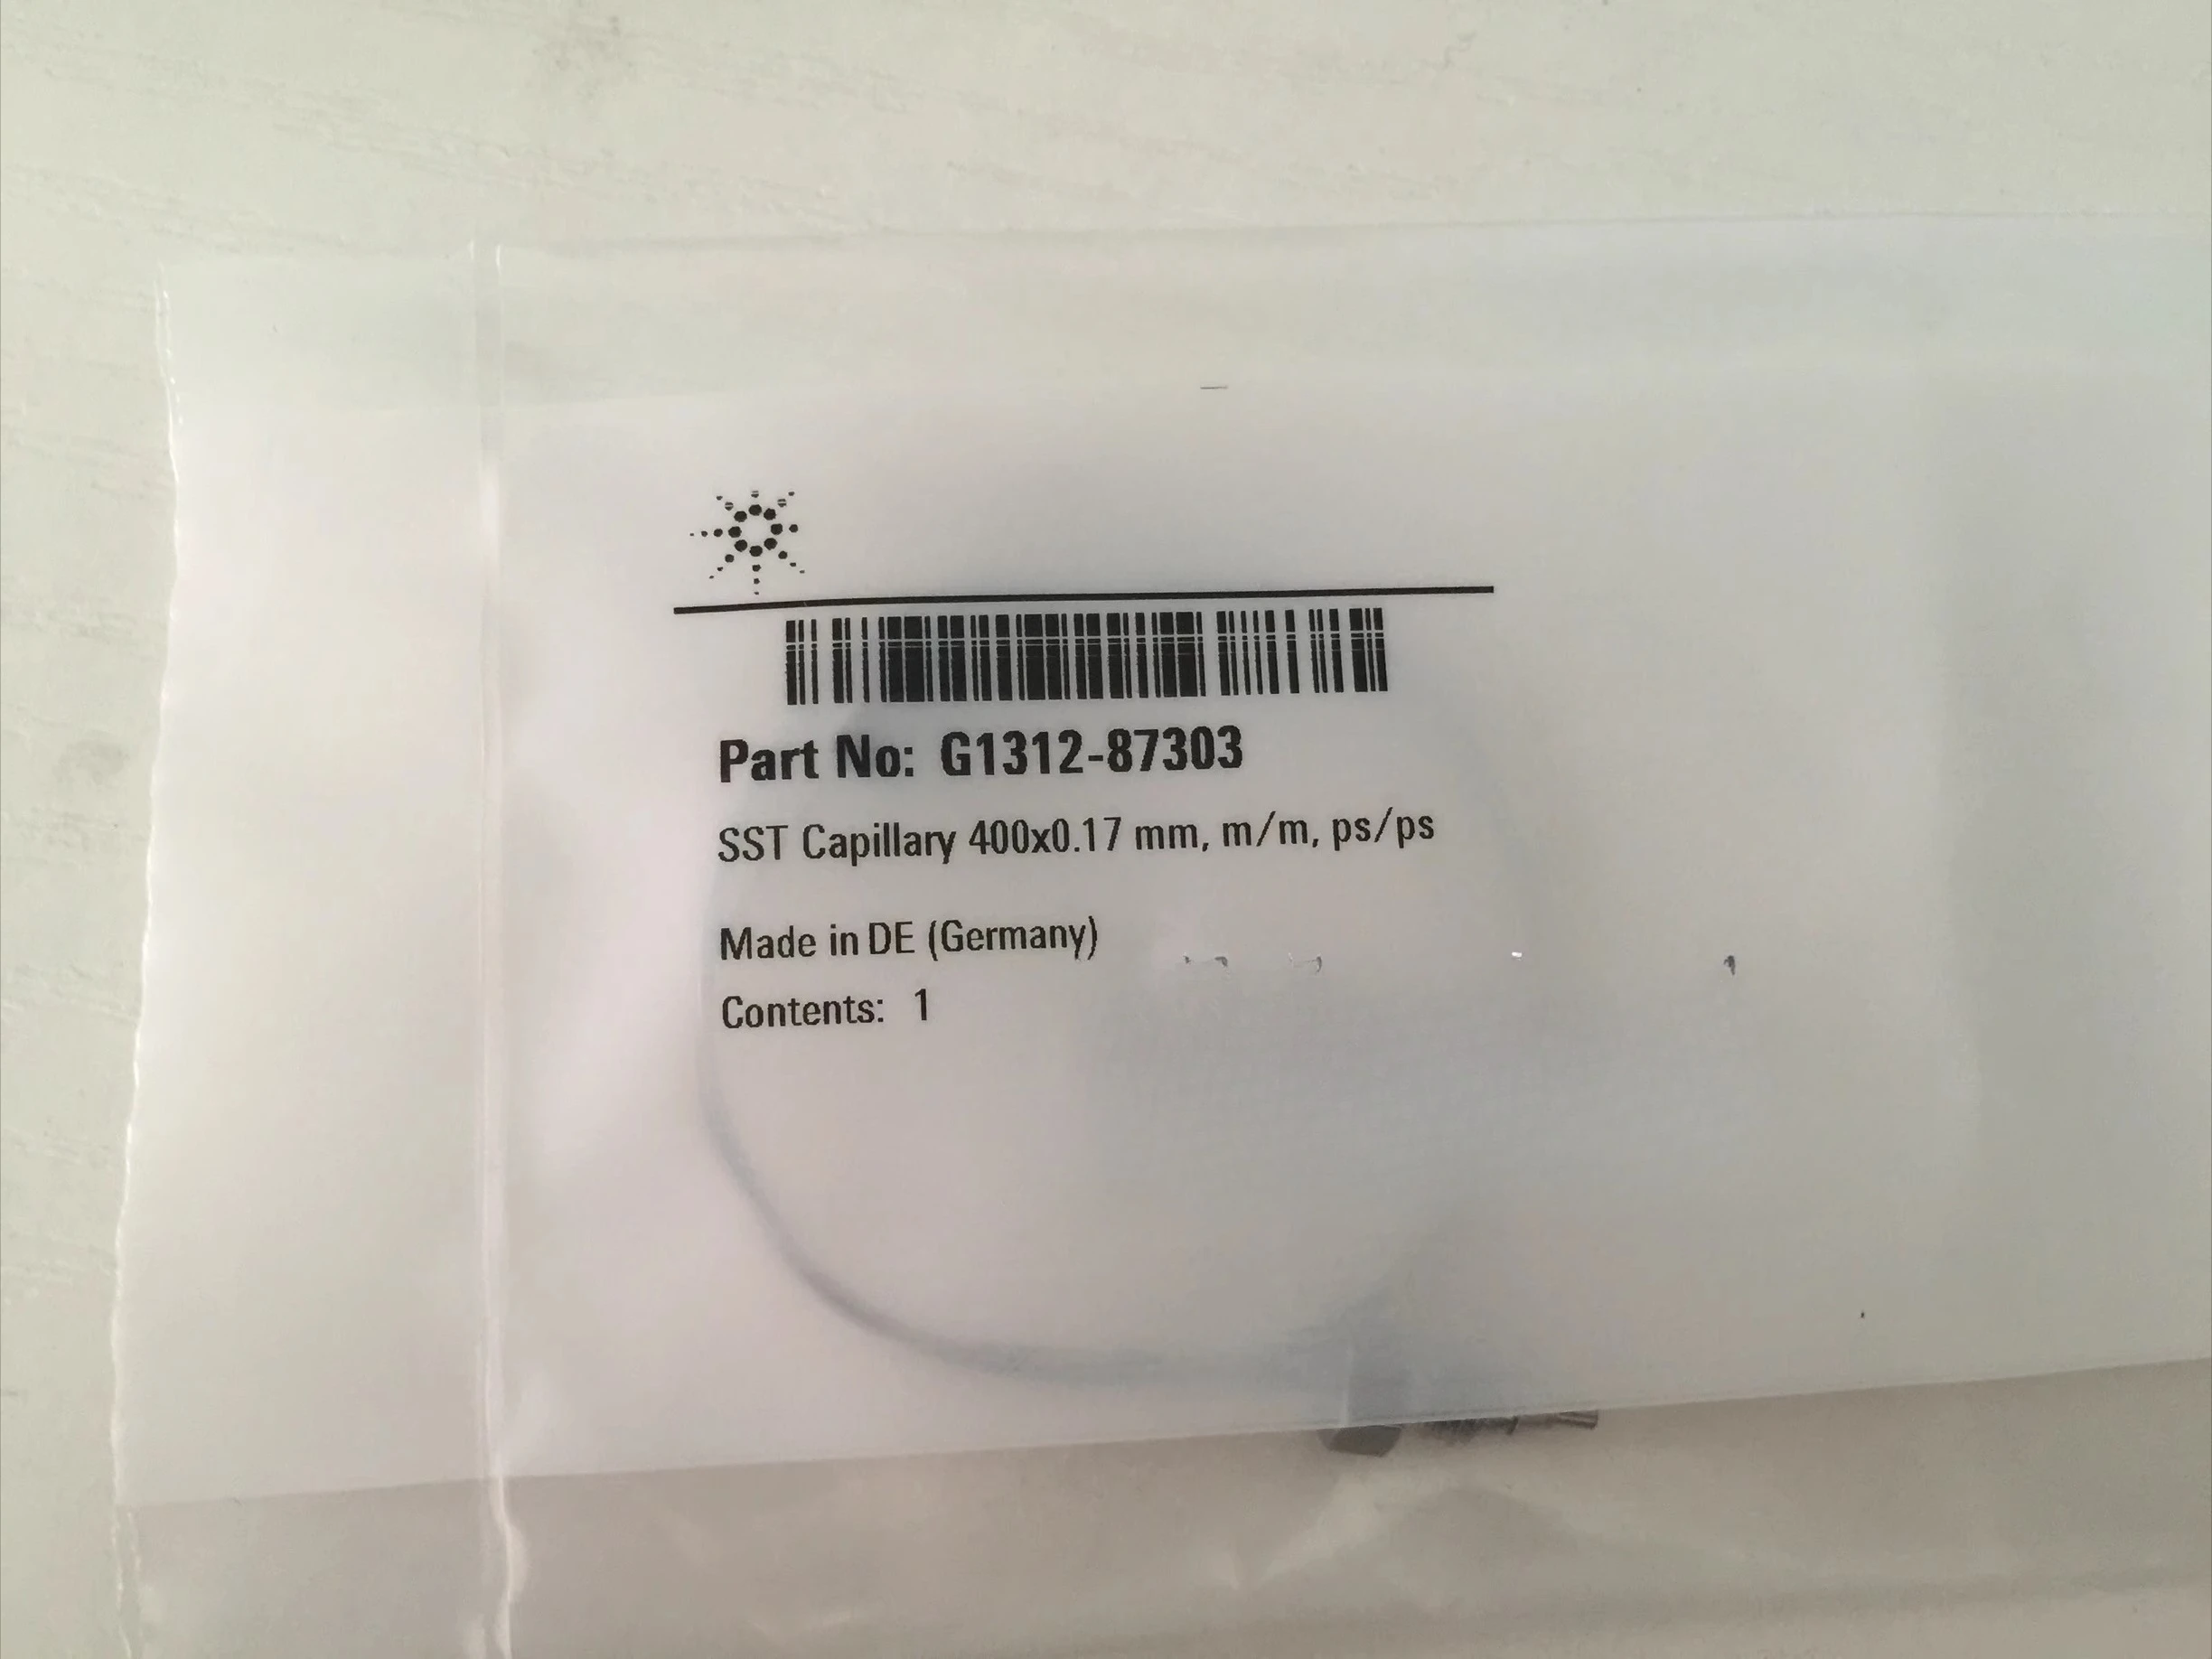 Part No: G1312-87303
SST Capillary 400x0.17 mm, m/m, ps/ps
Made in DE (Germany)
Contents: 1